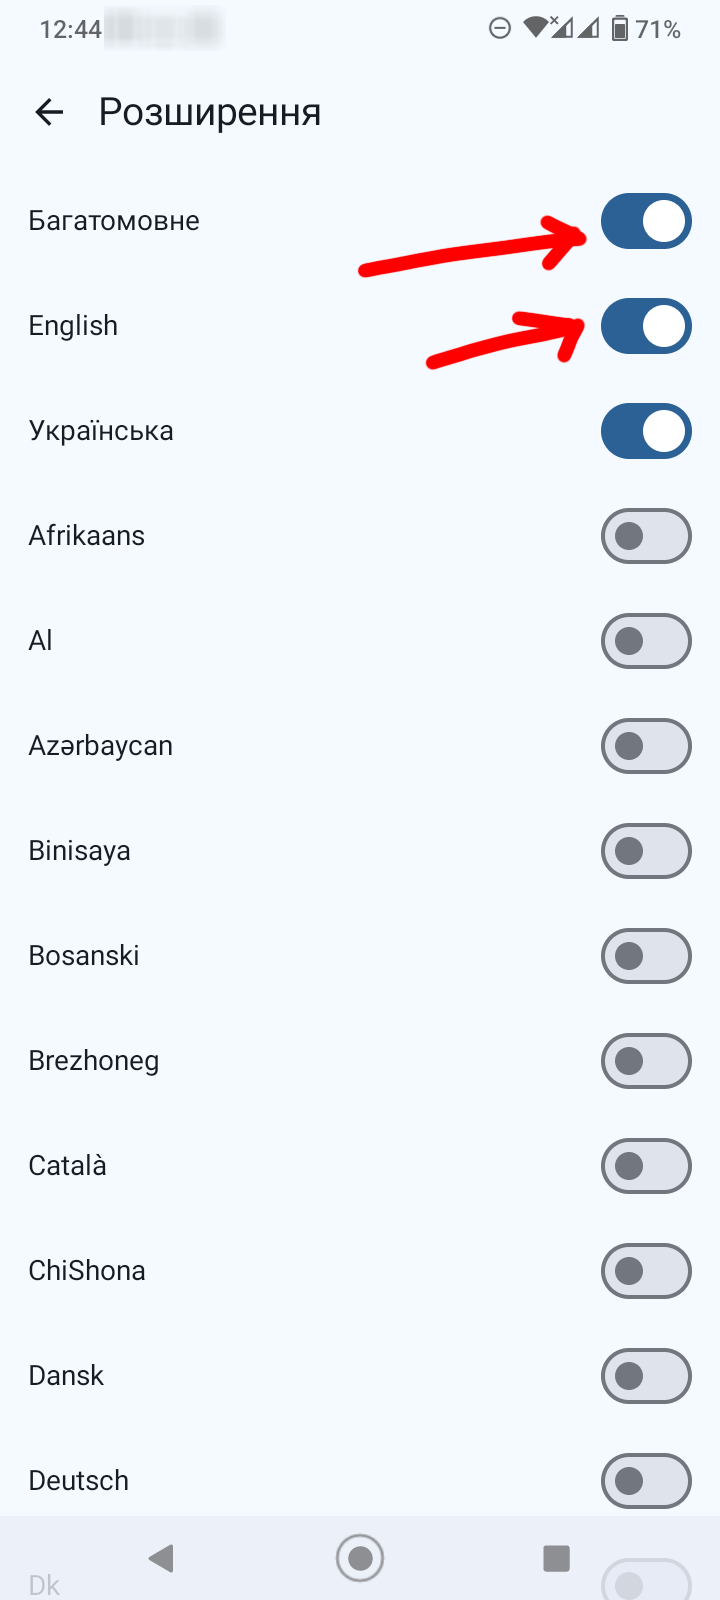 12:44 71%
Розширення
Багатомовне
English
Українська
Afrikaans
Al
Azərbaycan
Binisaya
Bosanski
Brezhoneg
Català
ChiShona
Dansk
Deutsch
Dk